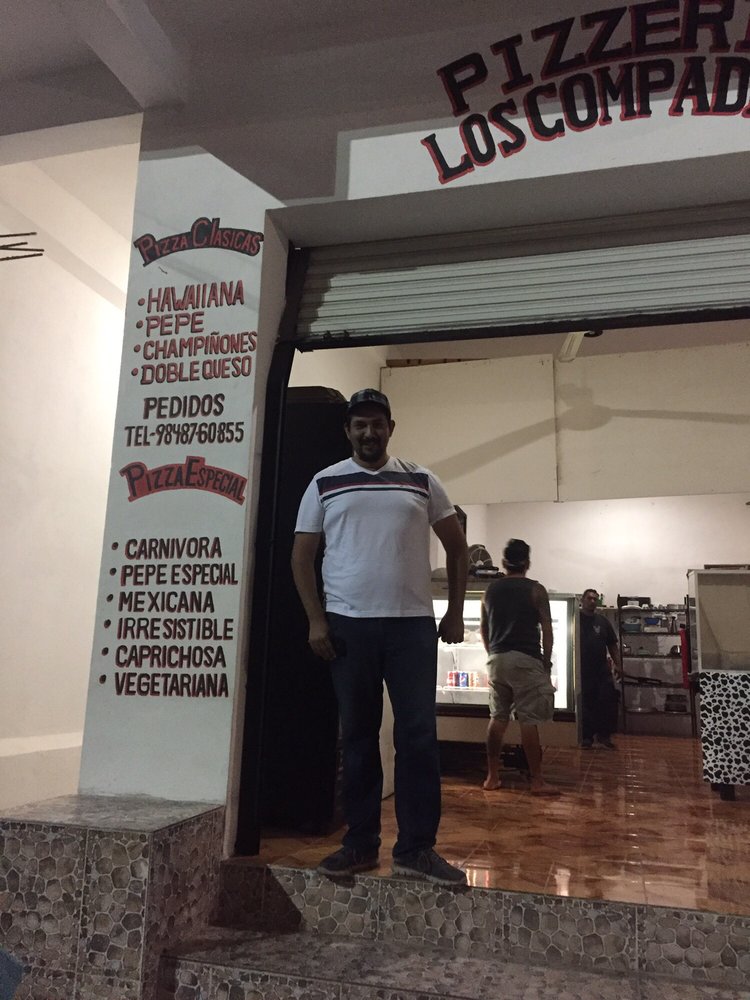 PIZZERI
LOS COMPAD
PIZZA CLASICAS
• HAWAIIANA
• PEPE
• CHAMPIÑONES
• DOBLE QUESO
PEDIDOS
TEL-9848760855
PIZZA ESPECIAL
• CARNIVORA
• PEPE ESPECIAL
• MEXICANA
• IRRESISTIBLE
• CAPRICHOSA
• VEGETARIANA